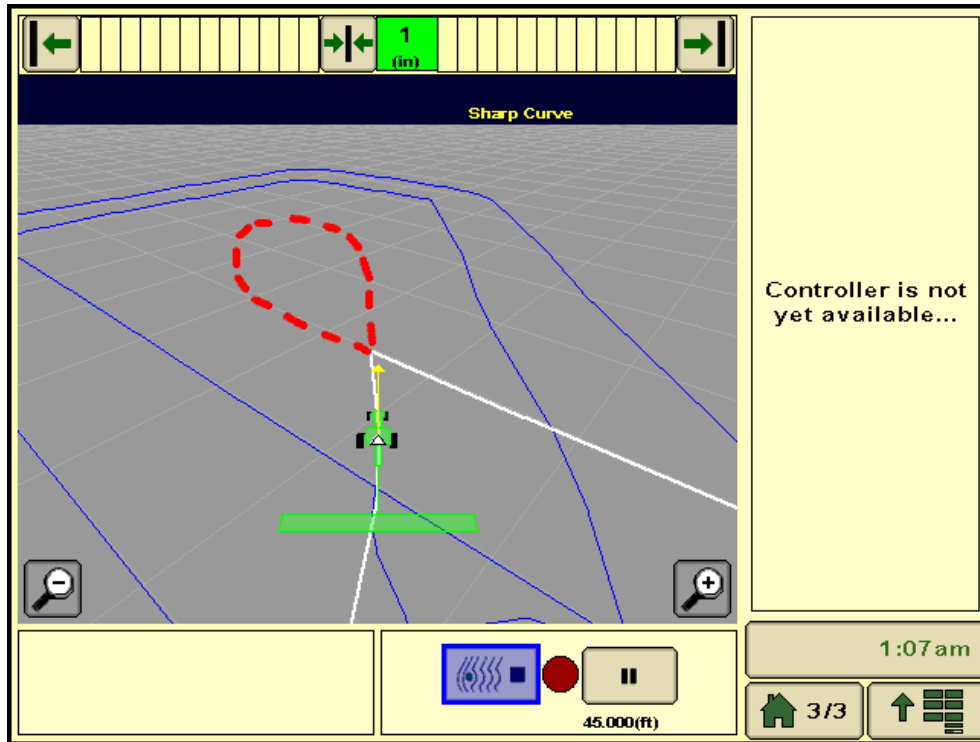 1
(in)
Sharp Curve
Controller is not
yet available...
1:07am
3/3
45.000(ft)